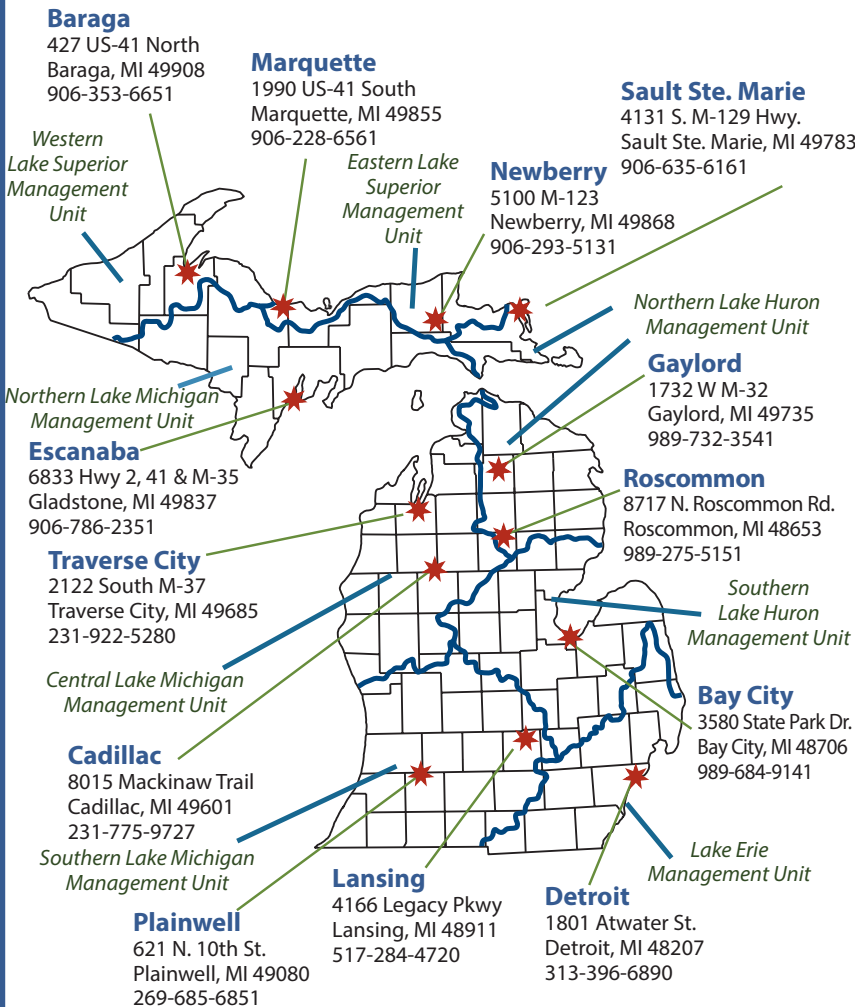 Baraga
427 US-41 North
Baraga, MI 49908
906-353-6651
Marquette
1990 US-41 South
Marquette, MI 49855
906-228-6561
Sault Ste. Marie
4131 S. M-129 Hwy.
Sault Ste. Marie, MI 49783
906-635-6161
Western
Lake Superior
Management
Unit
Eastern Lake
Superior
Management
Unit
Newberry
5100 M-123
Newberry, MI 49868
906-293-5131
Northern Lake Huron
Management Unit
Gaylord
1732 W M-32
Gaylord, MI 49735
989-732-3541
Northern Lake Michigan
Management Unit
Escanaba
6833 Hwy 2, 41 & M-35
Gladstone, MI 49837
906-786-2351
Roscommon
8717 N. Roscommon Rd.
Roscommon, MI 48653
989-275-5151
Traverse City
2122 South M-37
Traverse City, MI 49685
231-922-5280
Southern
Lake Huron
Management Unit
Central Lake Michigan
Management Unit
Bay City
3580 State Park Dr.
Bay City, MI 48706
989-684-9141
Cadillac
8015 Mackinaw Trail
Cadillac, MI 49601
231-775-9727
Southern Lake Michigan
Management Unit
Lake Erie
Management Unit
Lansing
4166 Legacy Pkwy
Lansing, MI 48911
517-284-4720
Detroit
1801 Atwater St.
Detroit, MI 48207
313-396-6890
Plainwell
621 N. 10th St.
Plainwell, MI 49080
269-685-6851